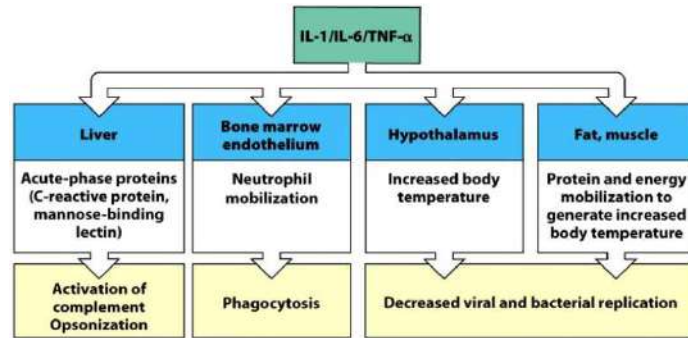 IL-1/IL-6/TNF-α
Liver
Bone marrow
endothelium
Hypothalamus
Fat, muscle
Acute-phase proteins
(C-reactive protein,
mannose-binding
lectin)
Neutrophil
mobilization
Increased body
temperature
Protein and energy
mobilization to
generate increased
body temperature
Activation of
complement
Opsonization
Phagocytosis
Decreased viral and bacterial replication